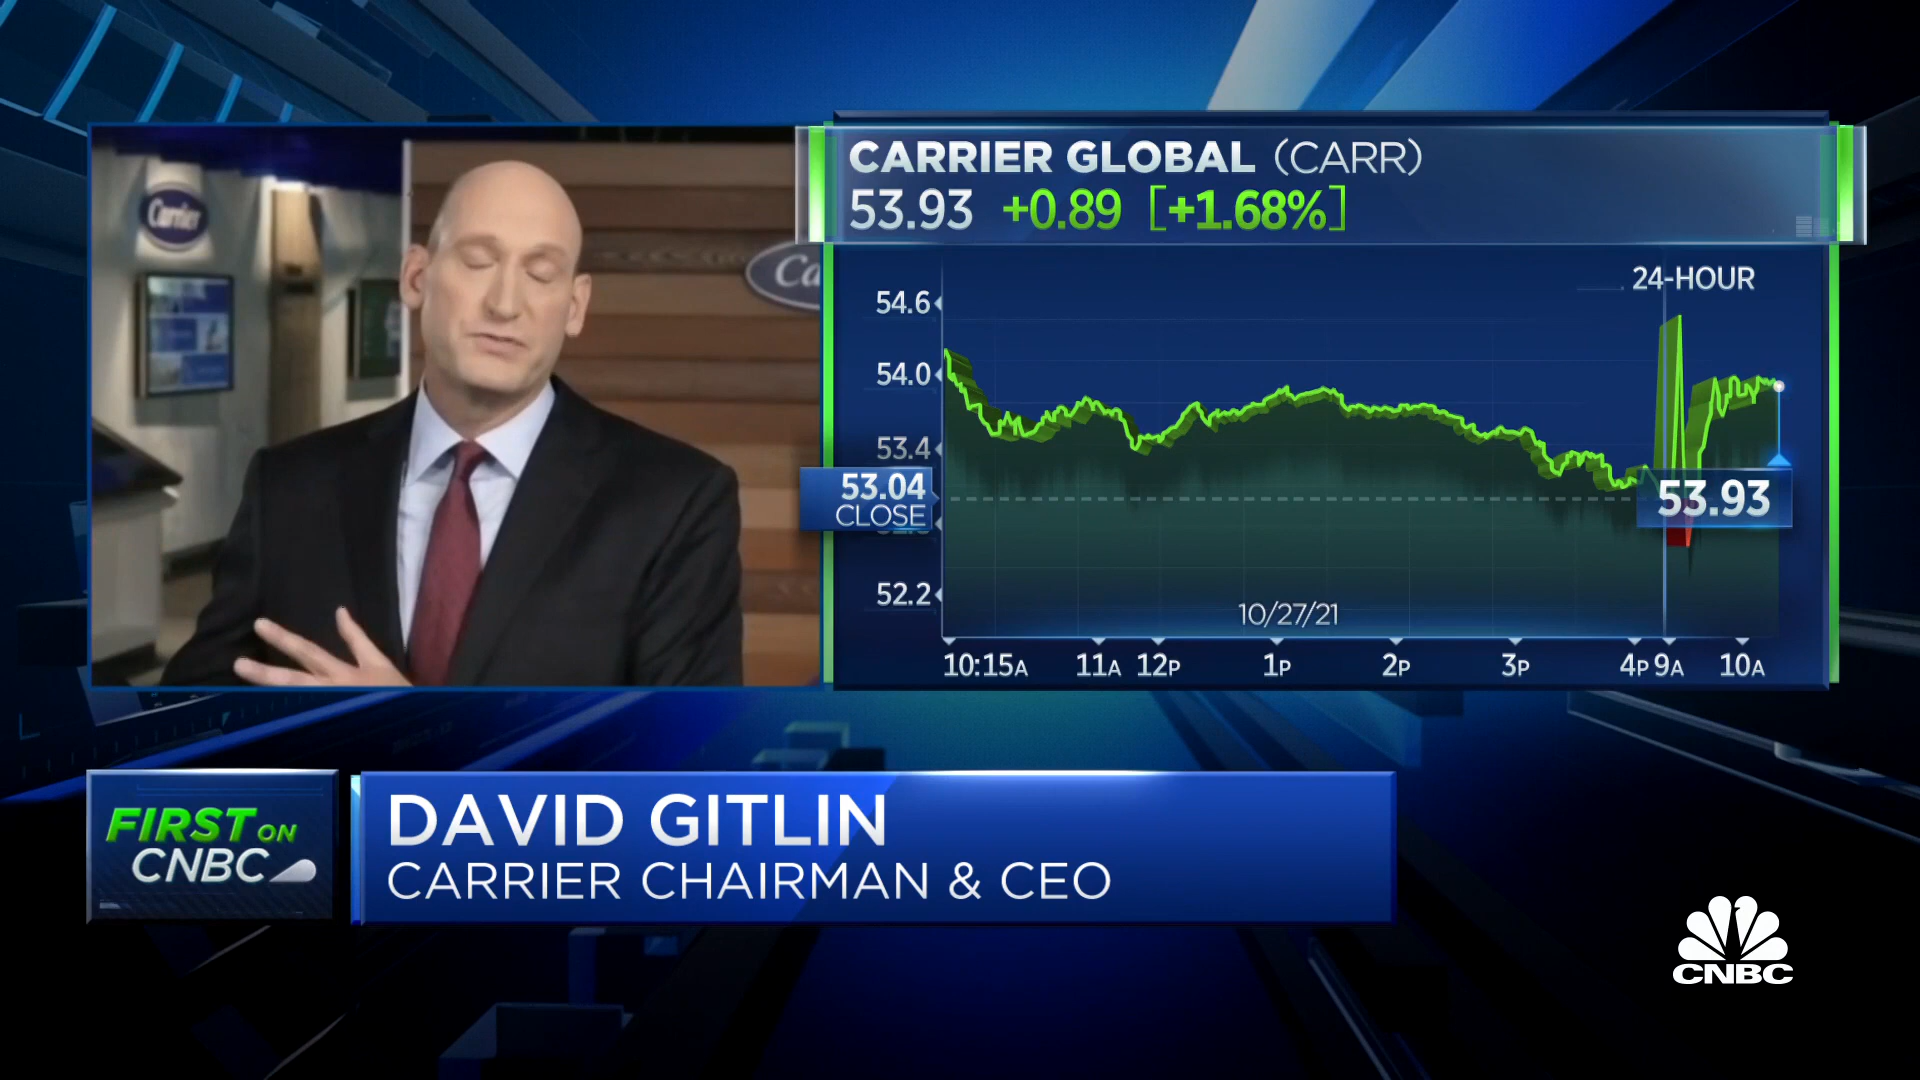 Carrier
Ca
CARRIER GLOBAL (CARR)
53.93 +0.89 [+1.68%]
24-HOUR
54.6
54.0
53.4
53.04
CLOSE
53.93
52.2
10/27/21
10:15A 11A 12P 1P 2P 3P 4P 9A 10A
FIRST ON
CNBC
DAVID GITLIN
CARRIER CHAIRMAN & CEO
CNBC